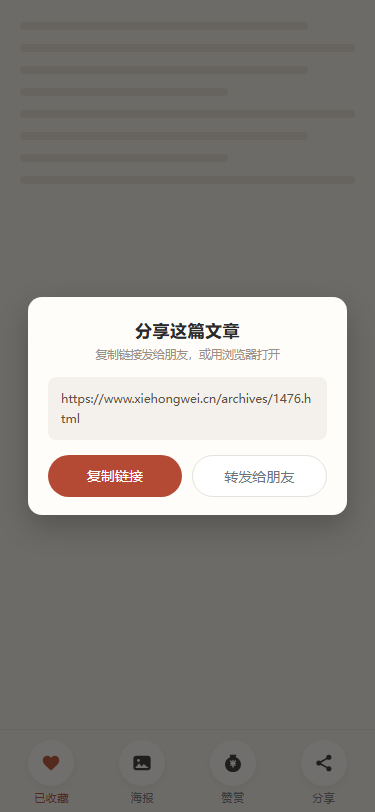 分享这篇文章
复制链接发给朋友，或用浏览器打开
https://www.xiehongwei.cn/archives/1476.h
tml
复制链接
转发给朋友
已收藏
海报
赞赏
分享